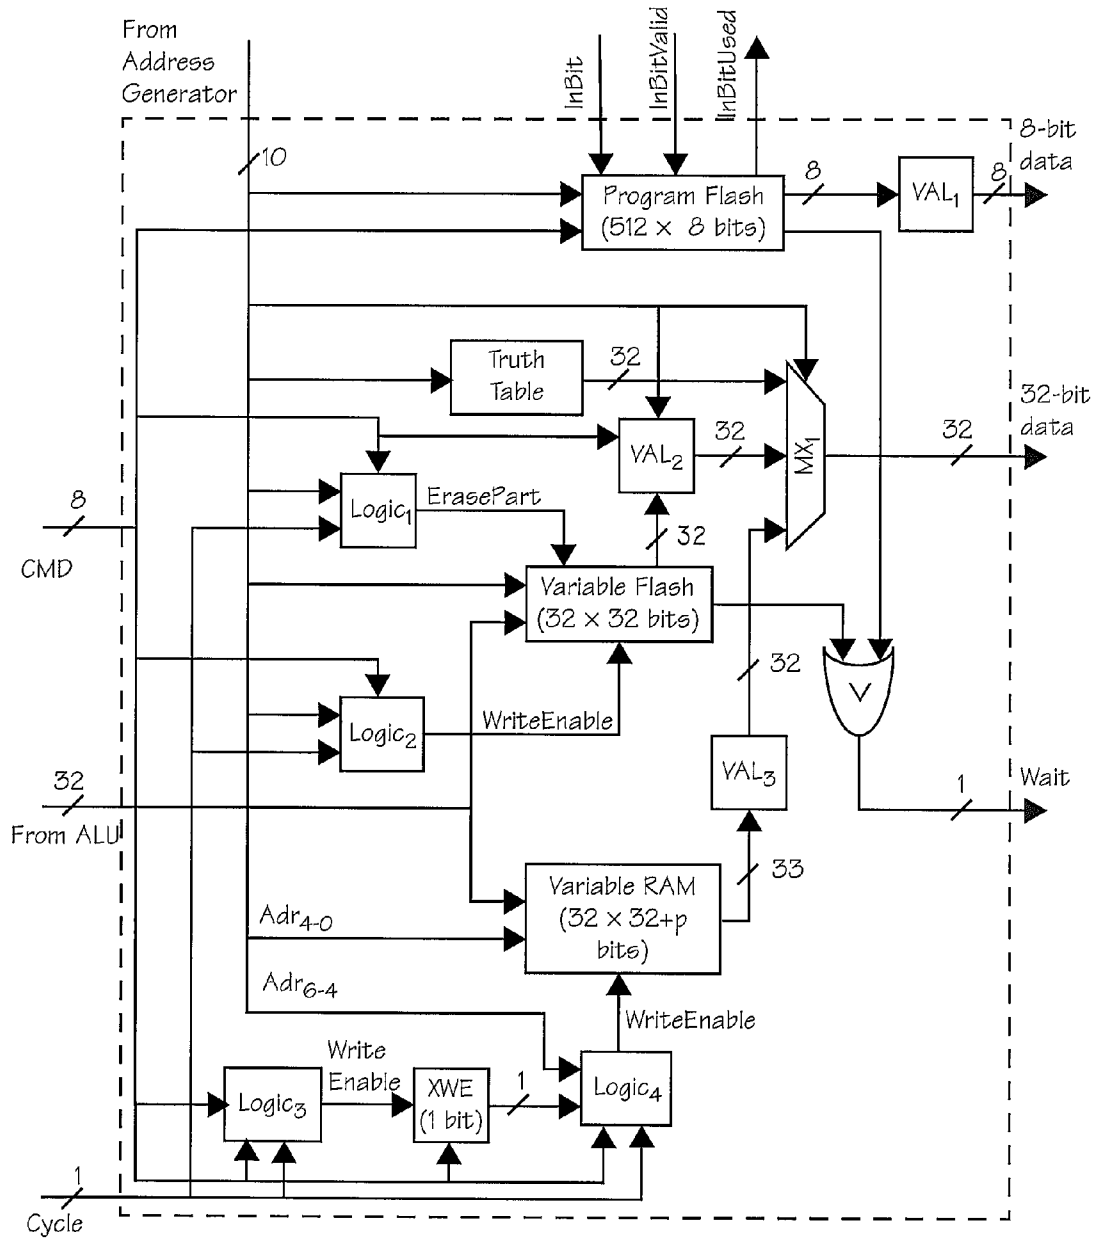 From
Address
Generator
InBit
InBitValid
InBitUsed
10
8-bit
data
8
8
VAL1
Program Flash
(512 × 8 bits)
Truth
Table
32
32-bit
data
32
32
VAL2
MX1
8
CMD
Logic1
ErasePart
32
Variable Flash
(32 × 32 bits)
32
V
Logic2
WriteEnable
VAL3
32
From ALU
1
Wait
33
Variable RAM
(32 × 32+p
bits)
Adr4-0
Adr6-4
WriteEnable
Write
Enable
Logic3
XWE
(1 bit)
1
Logic4
1
Cycle